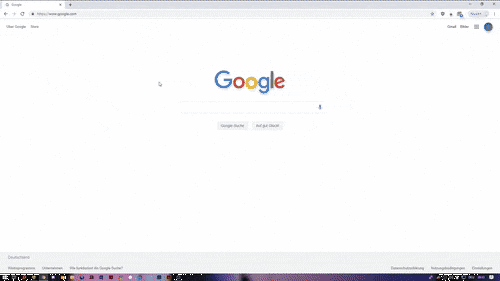 Google
https://www.google.com
Über Google Store
Gmail Bilder
Google
Google-Suche Auf gut Glück!
Deutschland
Werbeprogramme Unternehmen Wie funktioniert die Google Suche?
Datenschutzerklärung Nutzungsbedingungen Einstellungen